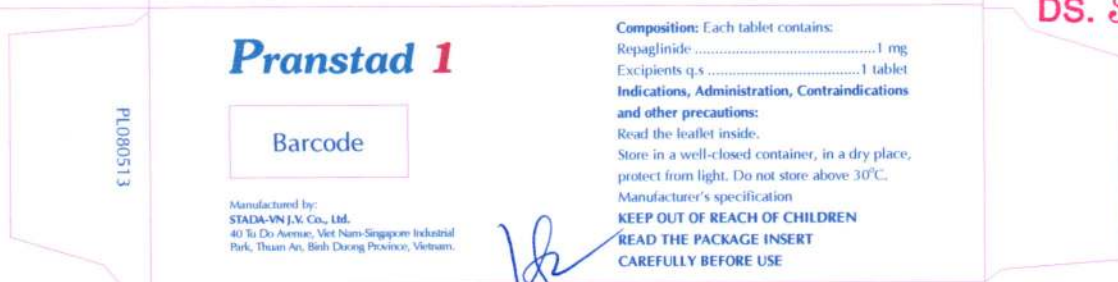 DS.
Pranstad 1
Barcode
PL080513
Manufactured by:
STADA-VN J.V. Co., Ltd.
40 Tu Do Avenue, Viet Nam-Singapore Industrial
Park, Thuan An, Binh Duong Province, Vietnam.
Composition: Each tablet contains:
Repaglinide ............................................1 mg
Excipients q.s .....................................1 tablet
Indications, Administration, Contraindications
and other precautions:
Read the leaflet inside.
Store in a well-closed container, in a dry place,
protect from light. Do not store above 30°C.
Manufacturer's specification
KEEP OUT OF REACH OF CHILDREN
READ THE PACKAGE INSERT
CAREFULLY BEFORE USE